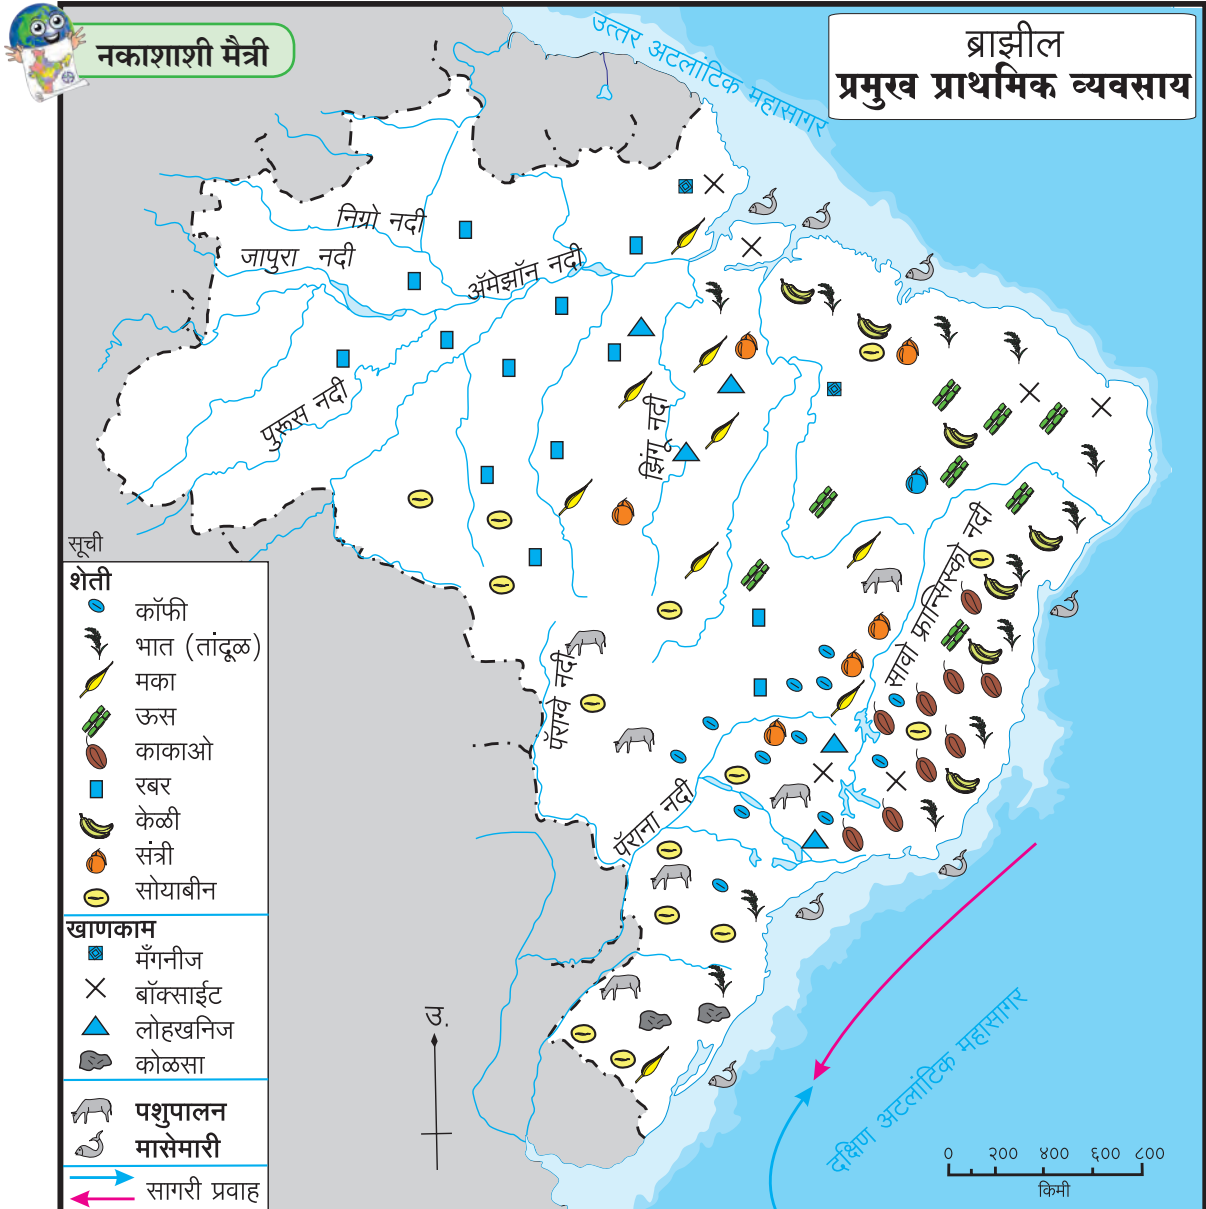 नकाशाशी मैत्री
ब्राझील
प्रमुख प्राथमिक व्यवसाय
उत्तर अटलांटिक महासागर
निग्रो नदी
जापुरा नदी
ॲमेझॉन नदी
पुरूस नदी
झिंगू नदी
सावो फ्रान्सिस्को नदी
पॅराग्वे नदी
पॅराना नदी
सूची
शेती
कॉफी
भात (तांदूळ)
मका
ऊस
काकाओ
रबर
केळी
संत्री
सोयाबीन
खाणकाम
मँगनीज
बॉक्साईट
लोहखनिज
कोळसा
पशुपालन
मासेमारी
सागरी प्रवाह
उ.
दक्षिण अटलांटिक महासागर
० २०० ४०० ६०० ८००
किमी